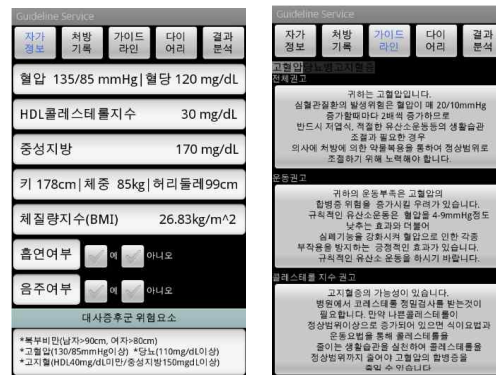 Guideline Service
자가 정보
처방 기록
가이드 라인
다이 어리
결과 분석
혈압 135/85 mmHg|혈당 120 mg/dL
HDL콜레스테롤지수 30 mg/dL
중성지방 170 mg/dL
키 178cm|체중 85kg|허리둘레99cm
체질량지수(BMI) 26.83kg/m^2
흡연여부 예 아니오
음주여부 예 아니오
대사증후군 위험요소
*복부비만(남자>90cm, 여자>80cm)
*고혈압(130/85mmHg이상) *당뇨(110mg/dL이상)
*고지혈(HDL40mg/dL미만/중성지방150mgdL이상)
Guideline Service
자가 정보
처방 기록
가이드 라인
다이 어리
결과 분석
고혈압당뇨병고지혈증
전체권고
귀하는 고혈압입니다.
심혈관질환의 발생위험은 혈압이 매 20/10mmHg
증가할때마다 2배씩 증가하므로
반드시 저염식, 적절한 유산소운동등의 생활습관
조절과 필요한 경우
의사에 처방에 의한 약물복용을 통하여 정상범위로
조절하기 위해 노력해야 합니다.
운동권고
귀하의 운동부족은 고혈압의
합병증 위험을 증가시킬 우려가 있습니다.
규칙적인 유산소운동은 혈압을 4-9mmHg정도
낮추는 효과와 더불어
심폐기능을 강화시켜 혈압으로 인한 각종
부작용을 방지하는 긍정적인 효과가 있습니다.
규칙적인 유산소 운동을 하시기 바랍니다.
콜레스테롤 지수 권고
고지혈증의 가능성이 있습니다.
병원에서 코레스테롤 정밀검사를 받는것이
필요합니다. 만약 나쁜콜레스테롤이
정상범위이상으로 증가되어 있으면 식이요법과
운동요법을 통해 콜레스테롤을
줄이는 생활습관을 실천하여 콜레스테롤을
정상범위까지 줄여야 고혈압의 합병증을
줄일 수 있습니다